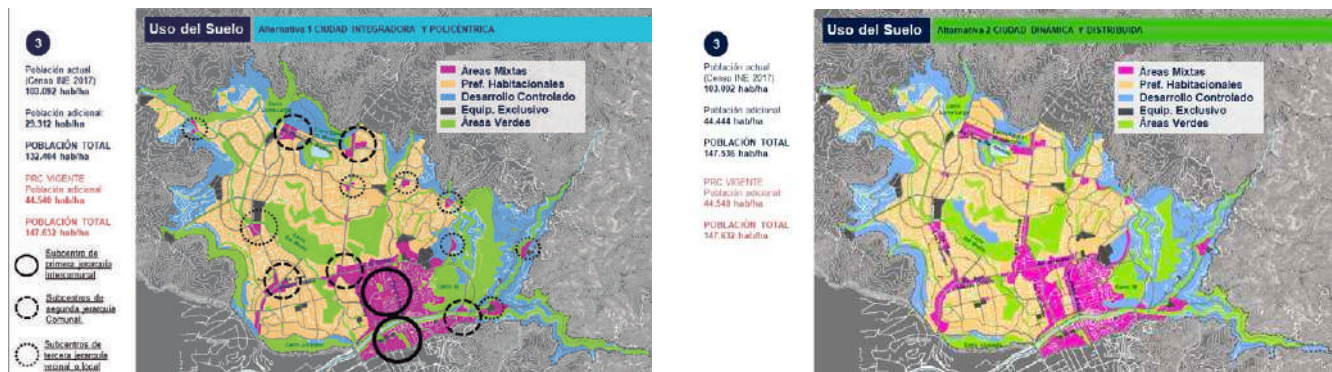 3
Población actual
(Censo INE 2017)
103.092 hab/ha
Población adicional
29.312 hab/ha
POBLACIÓN TOTAL
132.404 hab/ha
PRC VIGENTE
Población adicional
44.540 hab/ha
POBLACIÓN TOTAL
147.632 hab/ha
Subcentro de
primera jerarquía
Intercomunal
Subcentros de
segunda jerarquía
Comunal.
Subcentros de
tercera jerarquía
vecinal o local
Uso del Suelo
Alternativa 1 CIUDAD INTEGRADORA Y POLICÉNTRICA
Áreas Mixtas
Pref. Habitacionales
Desarrollo Controlado
Equip. Exclusivo
Áreas Verdes
3
Población actual
(Censo INE 2017)
103.092 hab/ha
Población adicional
44.444 hab/ha
POBLACIÓN TOTAL
147.536 hab/ha
PRC VIGENTE
Población adicional
44.540 hab/ha
POBLACIÓN TOTAL
147.632 hab/ha
Uso del Suelo
Alternativa 2 CIUDAD DINÁMICA Y DISTRIBUIDA
Áreas Mixtas
Pref. Habitacionales
Desarrollo Controlado
Equip. Exclusivo
Áreas Verdes